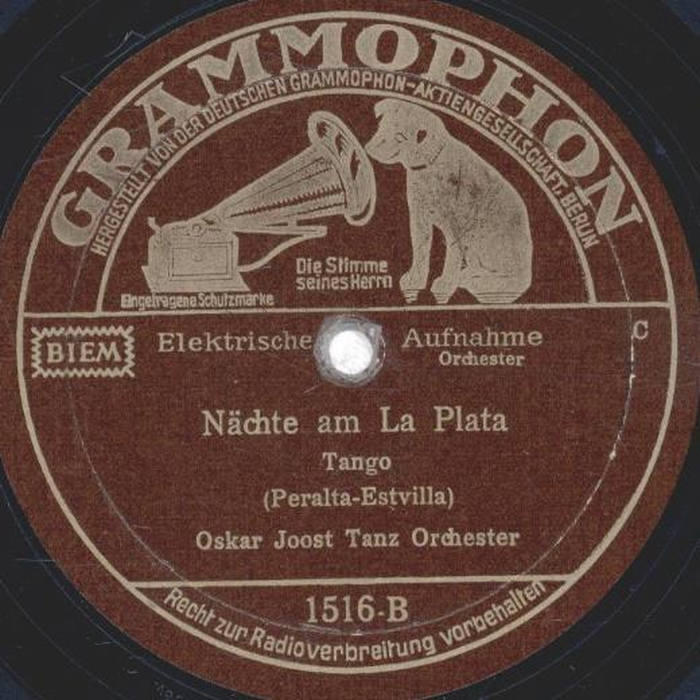 GRAMMOPHON
HERGESTELLT VON DER DEUTSCHEN GRAMMOPHON-AKTIENGESELLSCHAFT. BERLIN
Die Stimme
seines Herrn
Eingetragene Schutzmarke
BIEM
Elektrische Aufnahme
C
Orchester
Nächte am La Plata
Tango
(Peralta-Estvilla)
Oskar Joost Tanz Orchester
1516-B
Recht zur Radioverbreitung vorbehalten